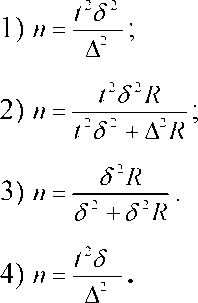 1) n = t²δ² / Δ² ;
2) n = t²δ²R / t²δ² + Δ²R ;
3) n = δ²R / δ² + δ²R .
4) n = t²δ / Δ² .